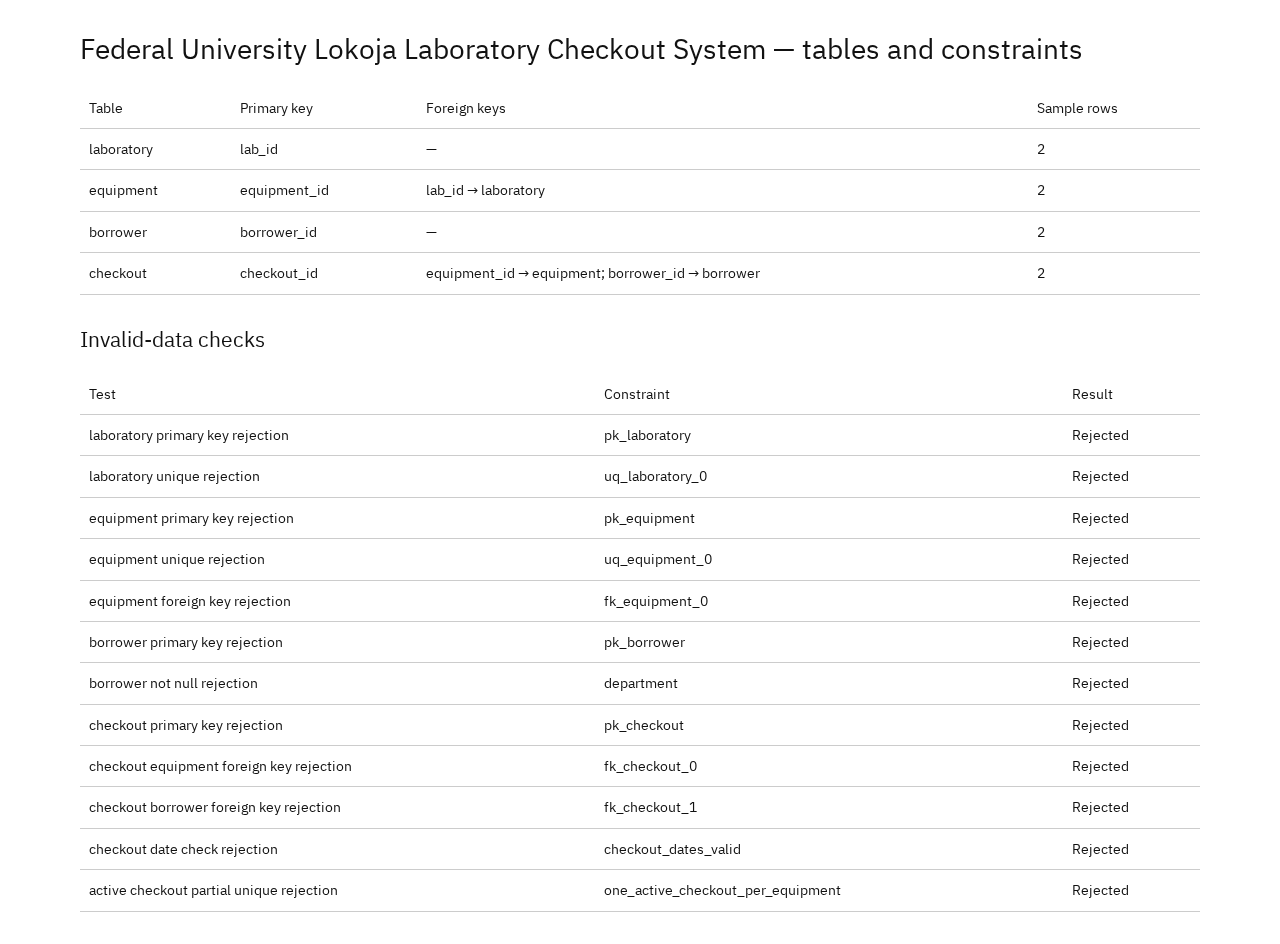 Federal University Lokoja Laboratory Checkout System — tables and constraints
Table Primary key Foreign keys Sample rows
laboratory lab_id — 2
equipment equipment_id lab_id → laboratory 2
borrower borrower_id — 2
checkout checkout_id equipment_id → equipment; borrower_id → borrower 2
Invalid-data checks
Test Constraint Result
laboratory primary key rejection pk_laboratory Rejected
laboratory unique rejection uq_laboratory_0 Rejected
equipment primary key rejection pk_equipment Rejected
equipment unique rejection uq_equipment_0 Rejected
equipment foreign key rejection fk_equipment_0 Rejected
borrower primary key rejection pk_borrower Rejected
borrower not null rejection department Rejected
checkout primary key rejection pk_checkout Rejected
checkout equipment foreign key rejection fk_checkout_0 Rejected
checkout borrower foreign key rejection fk_checkout_1 Rejected
checkout date check rejection checkout_dates_valid Rejected
active checkout partial unique rejection one_active_checkout_per_equipment Rejected